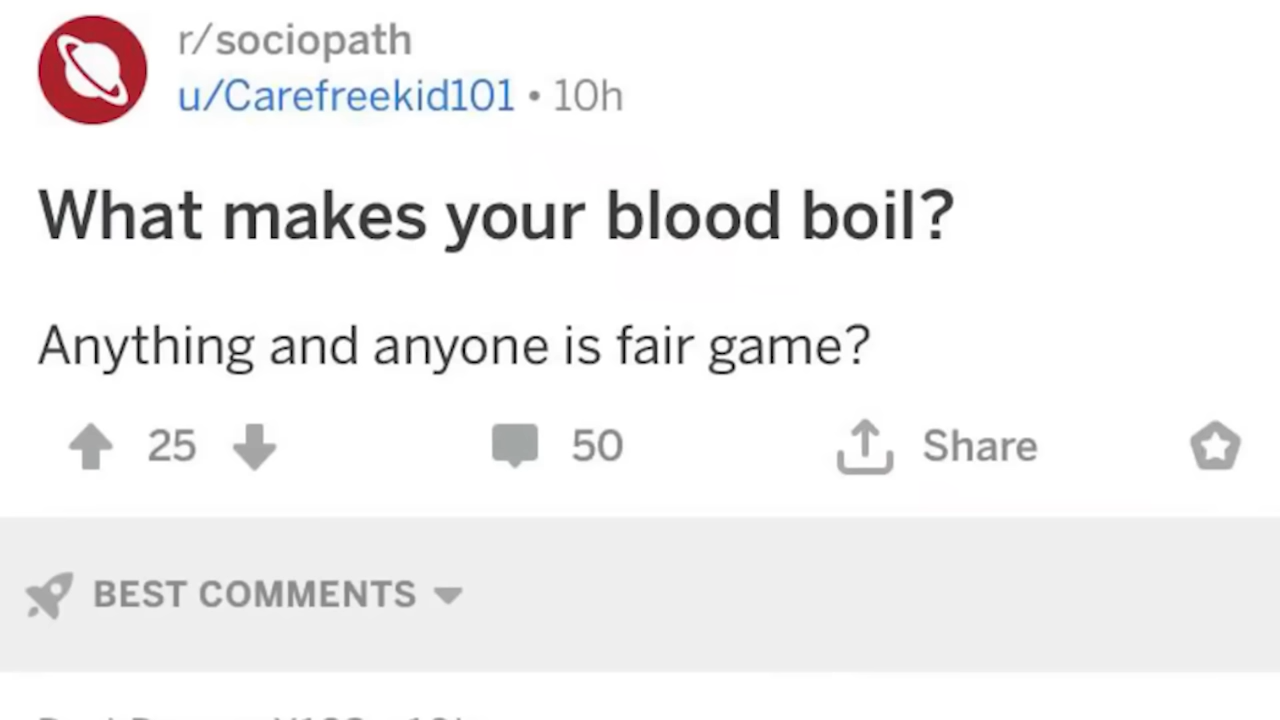 r/sociopath
u/Carefreekid101 • 10h
What makes your blood boil?
Anything and anyone is fair game?
25 50 Share
BEST COMMENTS